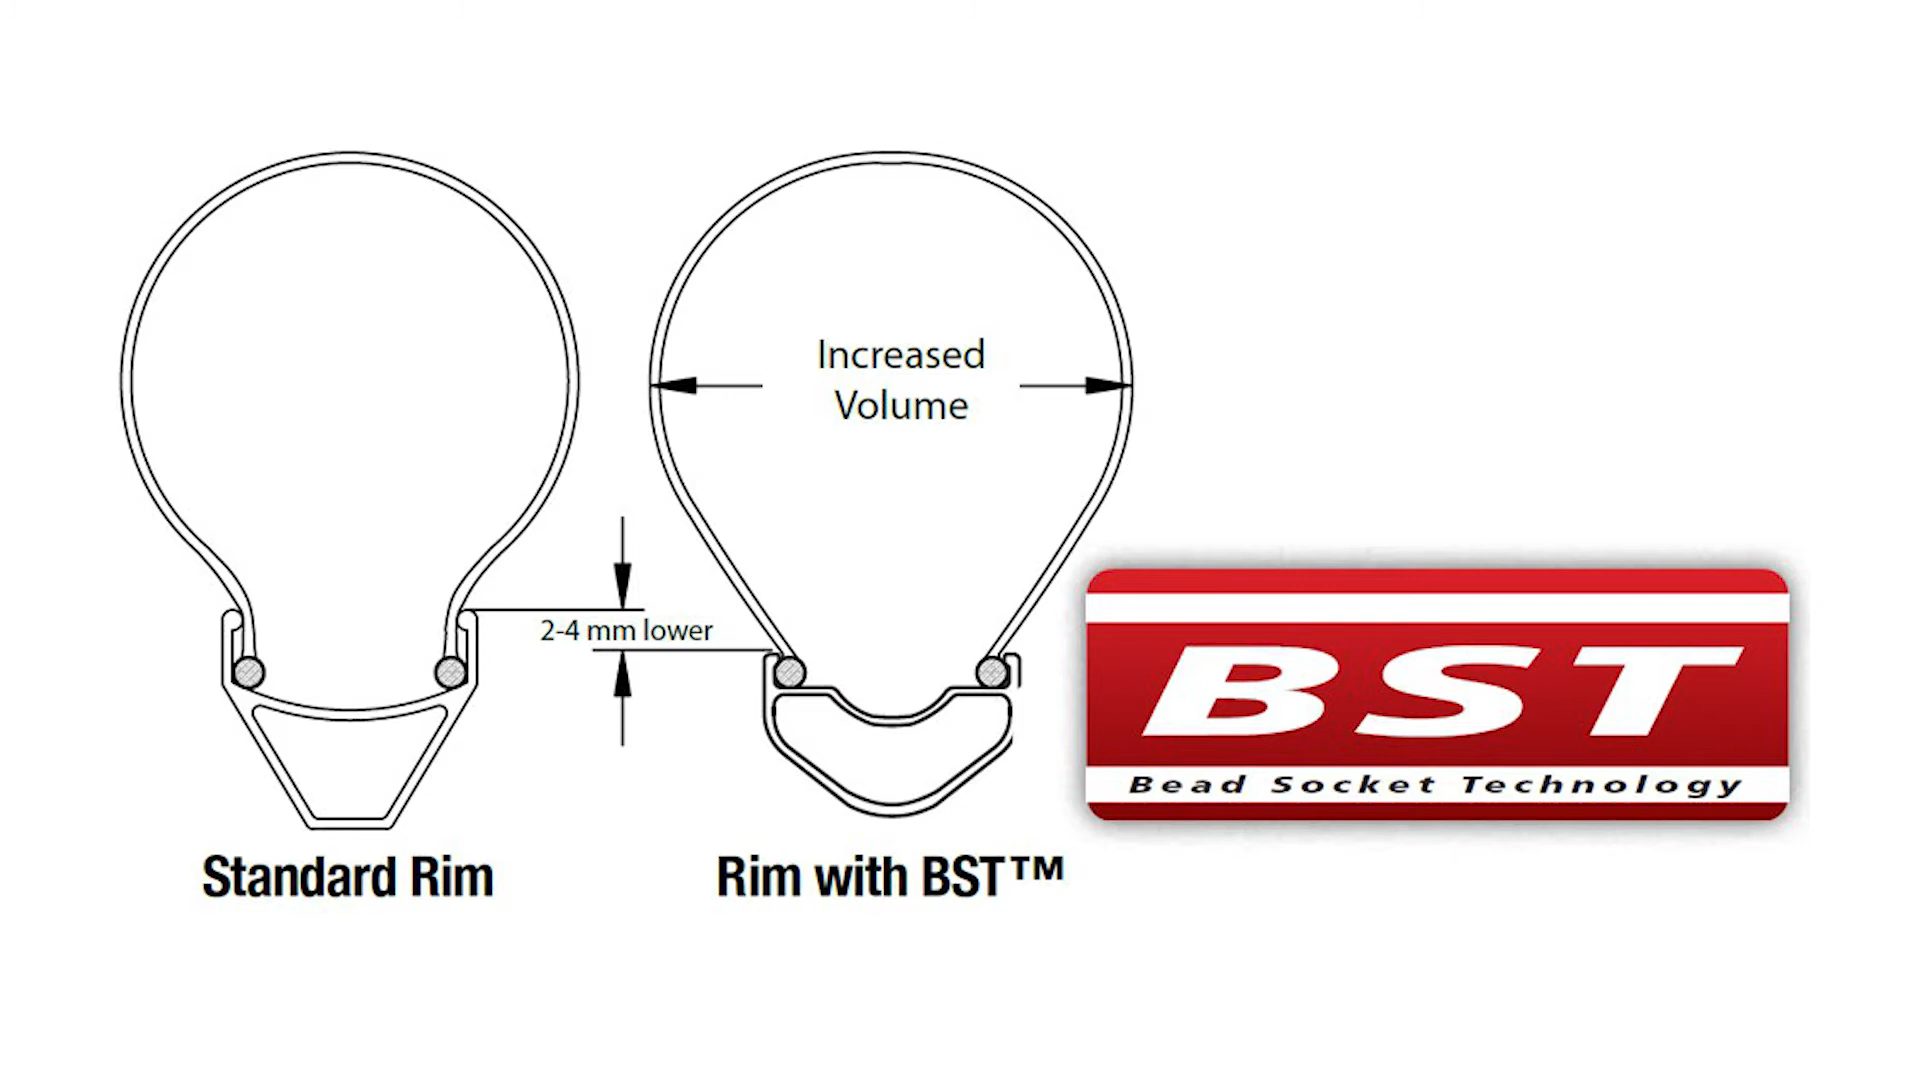 Increased
Volume
2-4 mm lower
BST
Bead Socket Technology
Standard Rim
Rim with BST™